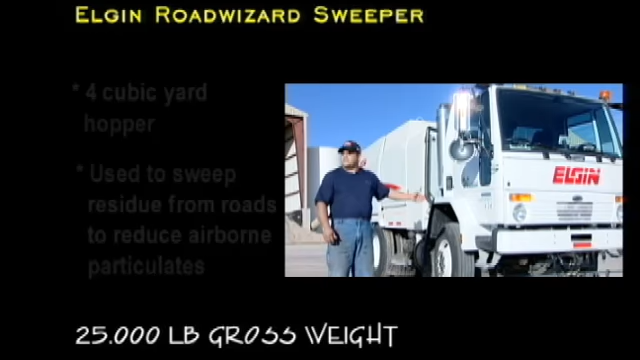 Elgin Roadwizard Sweeper
* 4 cubic yard
hopper
* Used to sweep
residue from roads
to reduce airborne
particulates
ELGIN
25.000 LB GROSS WEIGHT